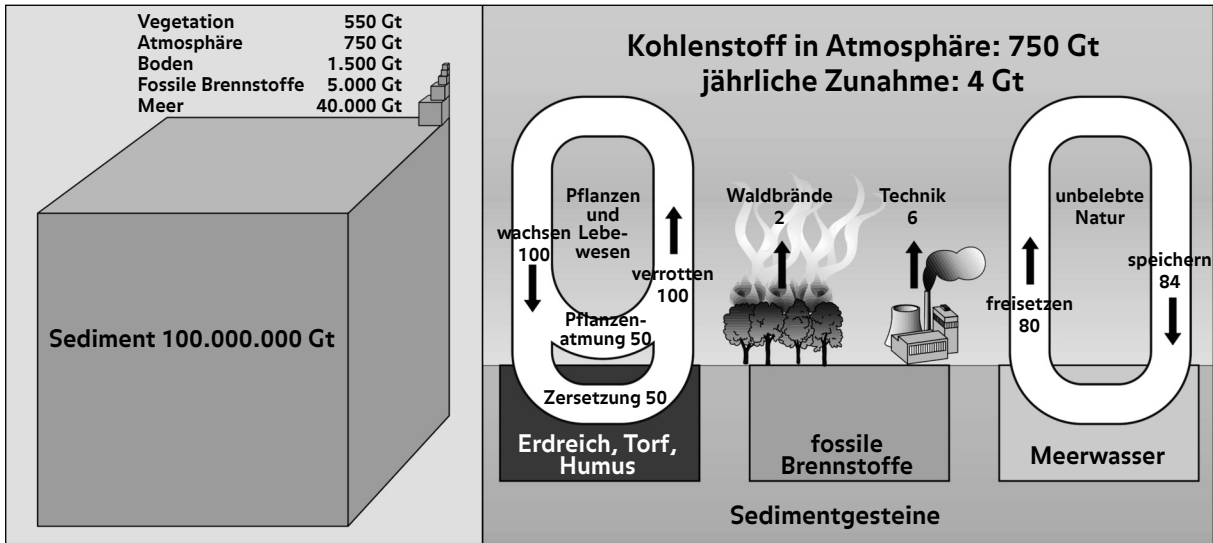 Vegetation 550 Gt
Atmosphäre 750 Gt
Boden 1.500 Gt
Fossile Brennstoffe 5.000 Gt
Meer 40.000 Gt
Sediment 100.000.000 Gt
Kohlenstoff in Atmosphäre: 750 Gt
jährliche Zunahme: 4 Gt
Pflanzen
und
Lebe-
wesen
wachsen
100
verrotten
100
Pflanzen-
atmung 50
Zersetzung 50
Erdreich, Torf,
Humus
Waldbrände
2
Technik
6
fossile
Brennstoffe
unbelebte
Natur
freisetzen
80
speichern
84
Meerwasser
Sedimentgesteine